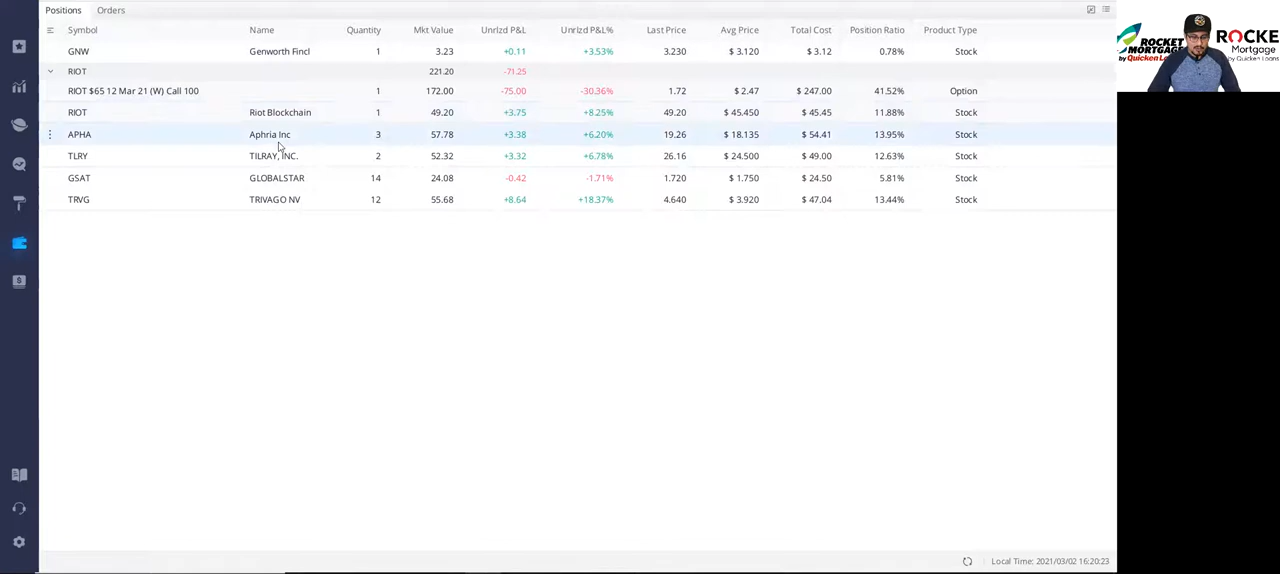 Positions Orders
Symbol Name Quantity Mkt Value Unrlzd P&L Unrlzd P&L% Last Price Avg Price Total Cost Position Ratio Product Type
GNW Genworth Fincl 1 3.23 +0.11 +3.53% 3.230 $ 3.120 $ 3.12 0.78% Stock
RIOT 221.20 -71.25
RIOT $65 12 Mar 21 (W) Call 100 1 172.00 -75.00 -30.36% 1.72 $ 2.47 $ 247.00 41.52% Option
RIOT Riot Blockchain 1 49.20 +3.75 +8.25% 49.20 $ 45.450 $ 45.45 11.88% Stock
APHA Aphria Inc 3 57.78 +3.38 +6.20% 19.26 $ 18.135 $ 54.41 13.95% Stock
TLRY TILRAY, INC. 2 52.32 +3.32 +6.78% 26.16 $ 24.500 $ 49.00 12.63% Stock
GSAT GLOBALSTAR 14 24.08 -0.42 -1.71% 1.720 $ 1.750 $ 24.50 5.81% Stock
TRVG TRIVAGO NV 12 55.68 +8.64 +18.37% 4.640 $ 3.920 $ 47.04 13.44% Stock
Local Time: 2021/03/02 16:20:23
ROCKET
MORTGAGE
by Quicken Loans
ROCKE
Mortgage
by Quicken Loans